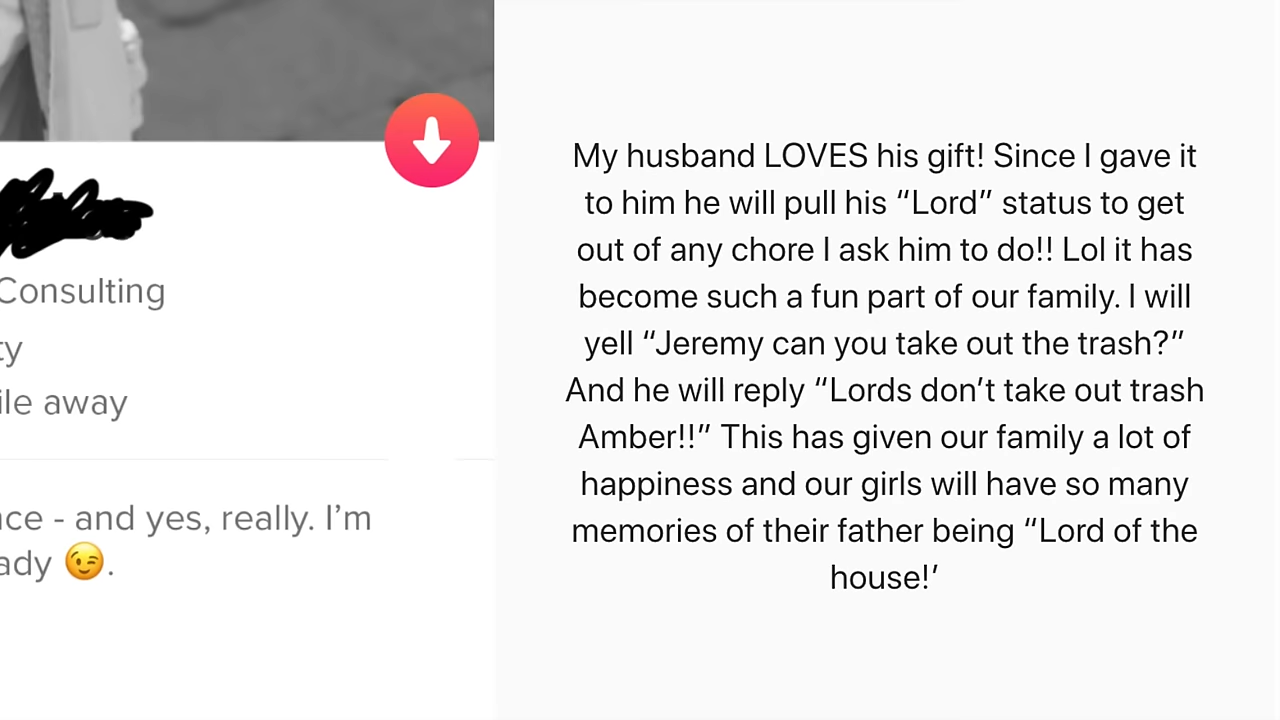 Consulting
ty
ile away
nce - and yes, really. I’m
ady 😉.
My husband LOVES his gift! Since I gave it
to him he will pull his “Lord” status to get
out of any chore I ask him to do!! Lol it has
become such a fun part of our family. I will
yell “Jeremy can you take out the trash?”
And he will reply “Lords don’t take out trash
Amber!!” This has given our family a lot of
happiness and our girls will have so many
memories of their father being “Lord of the
house!’